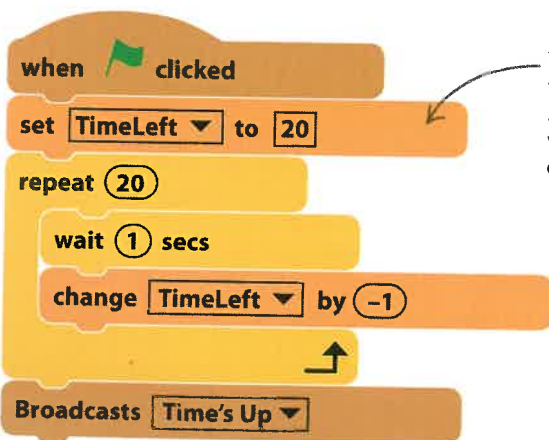 when clicked
set TimeLeft to 20
repeat 20
wait 1 secs
change TimeLeft by −1
Broadcasts Time's Up